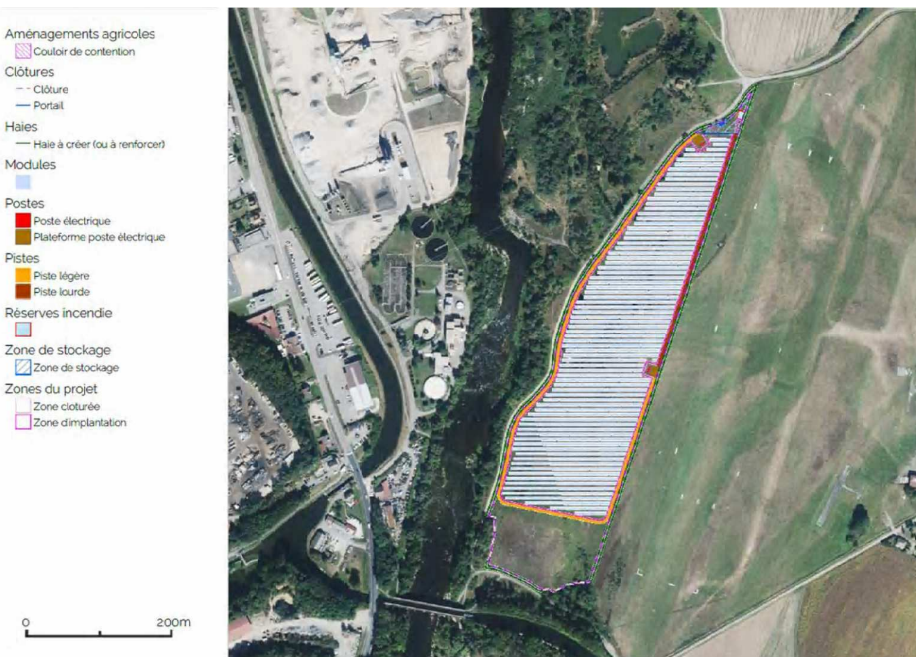 Aménagements agricoles
Couloir de contention
Clôtures
Clôture
Portail
Haies
Haie à créer (ou à renforcer)
Modules
Postes
Poste électrique
Plateforme poste électrique
Pistes
Piste légère
Piste lourde
Réserves incendie
Zone de stockage
Zone de stockage
Zones du projet
Zone cloturée
Zone d'implantation
0 200m